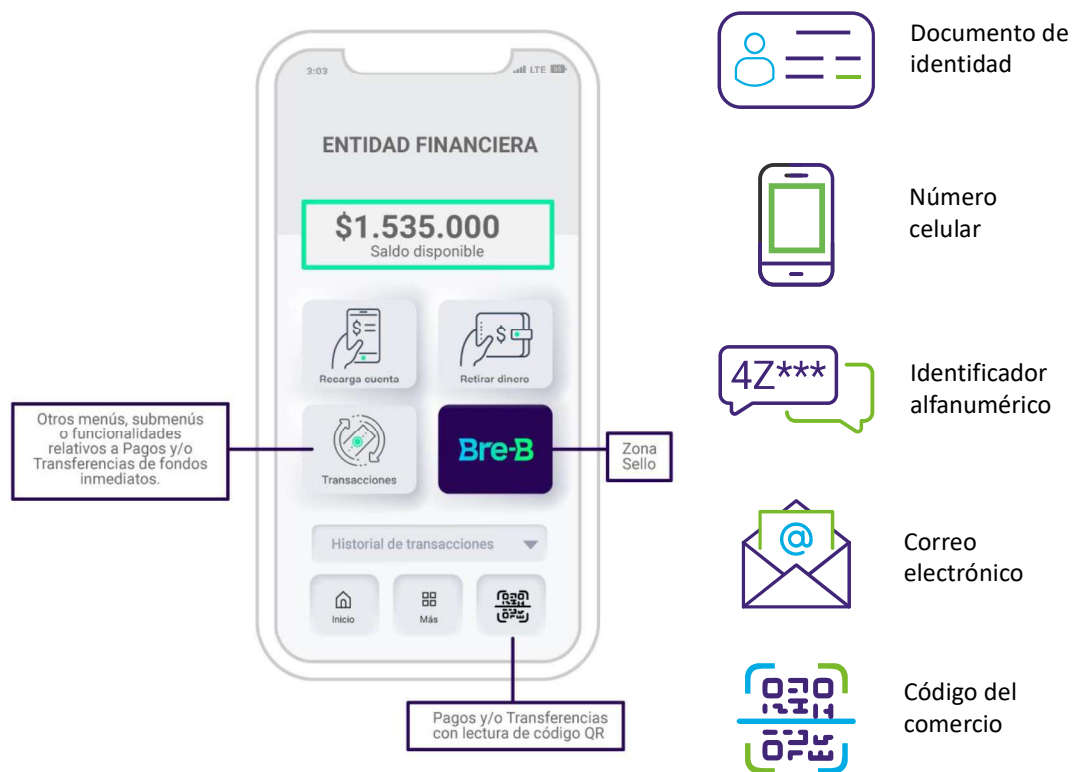 3:03
LTE
ENTIDAD FINANCIERA
$1.535.000
Saldo disponible
Recarga cuenta
Retirar dinero
Otros menús, submenús
o funcionalidades
relativos a Pagos y/o
Transferencias de fondos
inmediatos.
Transacciones
Bre-B
Zona
Sello
Historial de transacciones
Inicio
Más
Pagos y/o Transferencias
con lectura de código QR
Documento de
identidad
Número
celular
4Z***
Identificador
alfanumérico
@
Correo
electrónico
Código del
comercio